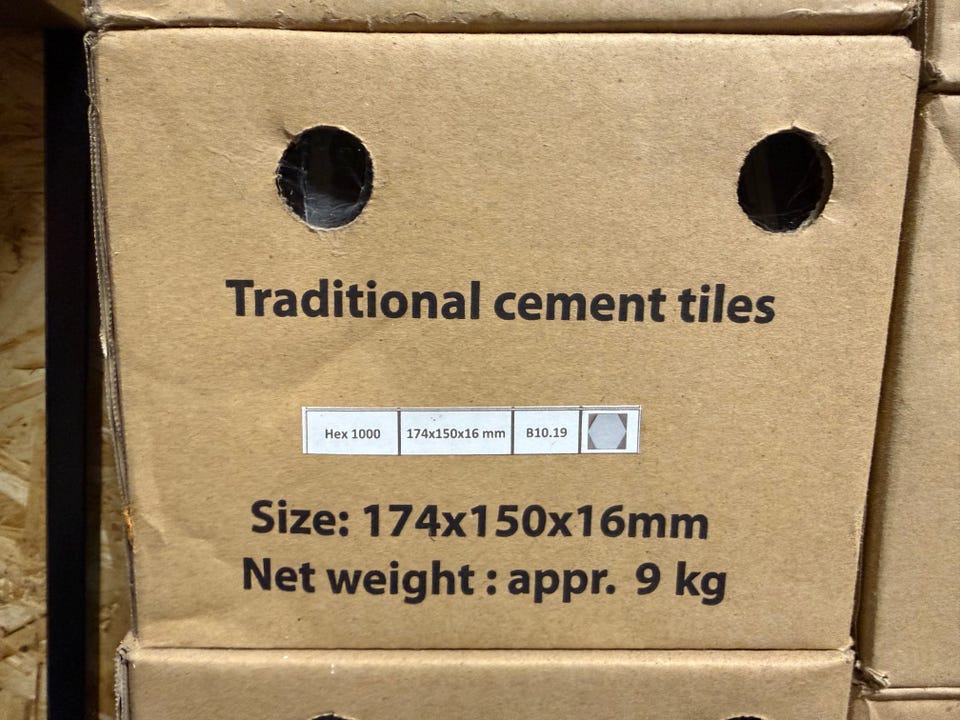 Traditional cement tiles
Hex 1000 174x150x16 mm B10.19
Size: 174x150x16mm
Net weight : appr. 9 kg